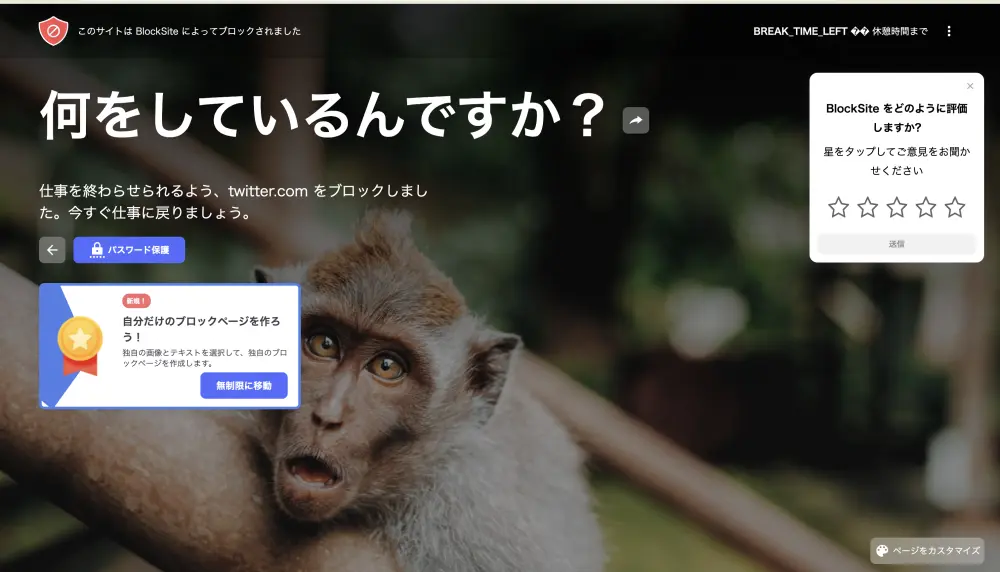 このサイトは BlockSite によってブロックされました
BREAK_TIME_LEFT �� 休憩時間まで
何をしているんですか？
仕事を終わらせられるよう、twitter.com をブロックしまし
た。今すぐ仕事に戻りましょう。
パスワード保護
新規！
自分だけのブロックページを作ろ
う！
独自の画像とテキストを選択して、独自のブロ
ックページを作成します。
無制限に移動
BlockSite をどのように評価
しますか?
星をタップしてご意見をお聞か
せください
送信
ページをカスタマイズ